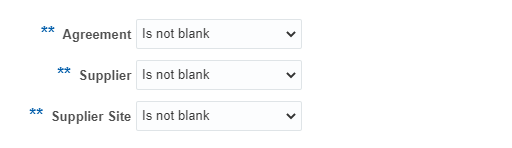 ** Agreement Is not blank
** Supplier Is not blank
** Supplier Site Is not blank